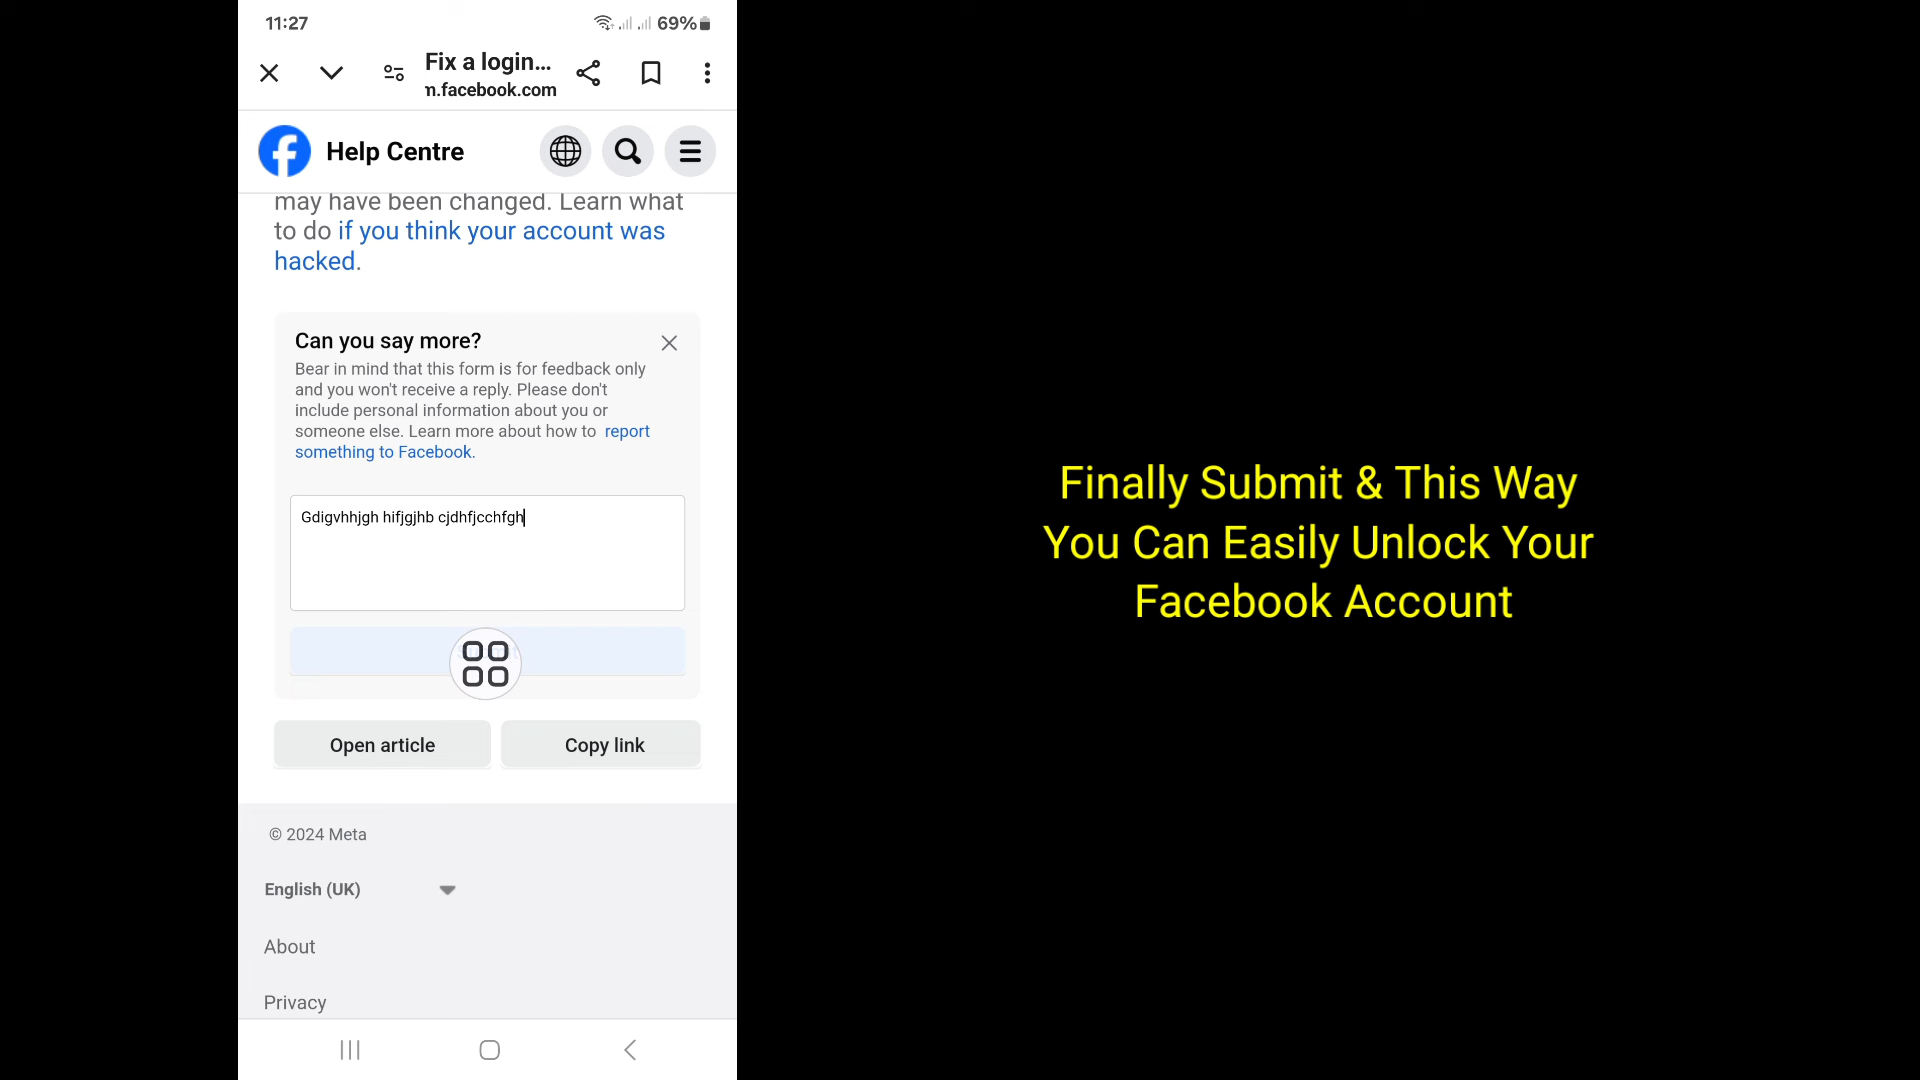 11:27
69%
Fix a login...
n.facebook.com
Help Centre
may have been changed. Learn what
to do if you think your account was
hacked.
Can you say more?
Bear in mind that this form is for feedback only
and you won't receive a reply. Please don't
include personal information about you or
someone else. Learn more about how to report
something to Facebook.
Gdigvhhjgh hifjgjhb cjdhfjcchfgh
Open article
Copy link
© 2024 Meta
English (UK)
About
Privacy
Finally Submit & This Way
You Can Easily Unlock Your
Facebook Account